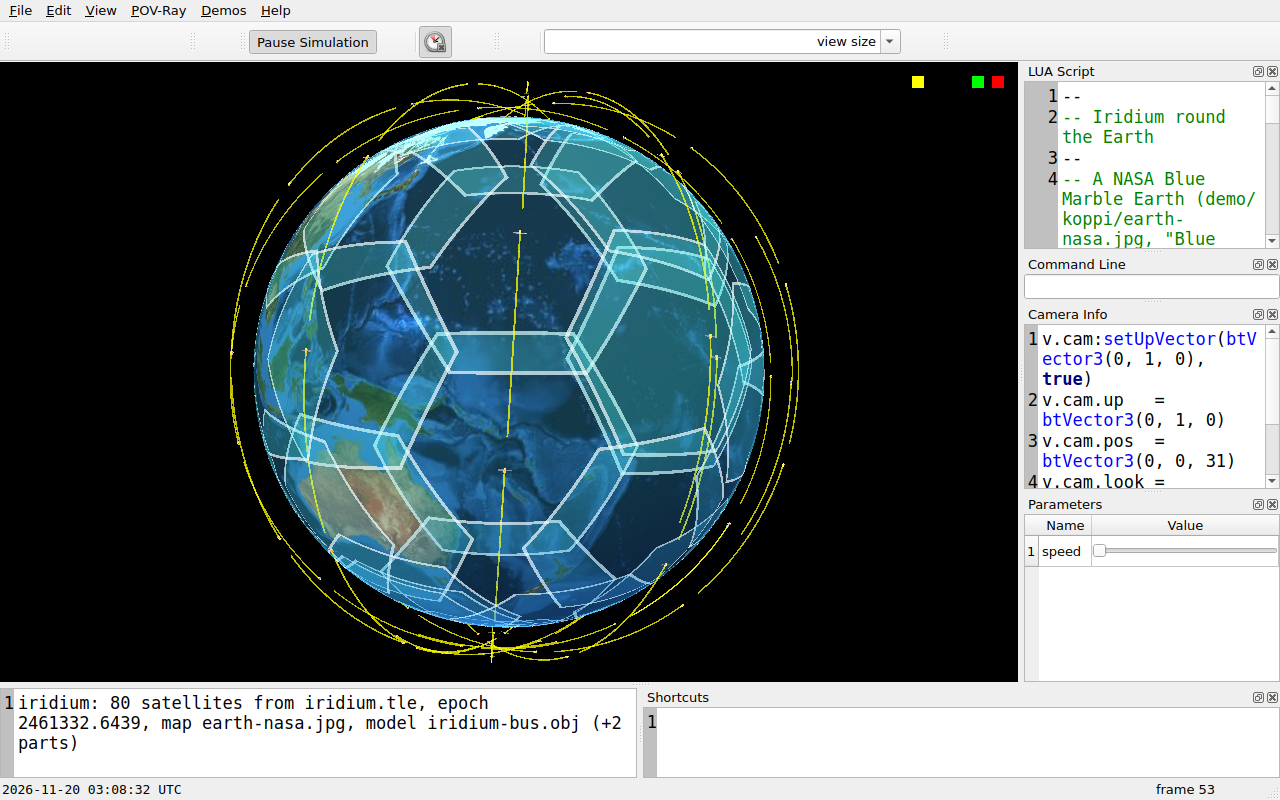 File Edit View POV-Ray Demos Help
Pause Simulation
view size
LUA Script
1 --
2 -- Iridium round
the Earth
3 --
4 -- A NASA Blue
Marble Earth (demo/
koppi/earth-
nasa.jpg, "Blue
Command Line
Camera Info
1 v.cam:setUpVector(btV
ector3(0, 1, 0),
true)
2 v.cam.up =
btVector3(0, 1, 0)
3 v.cam.pos =
btVector3(0, 0, 31)
4 v.cam.look =
Parameters
Name Value
1 speed
1 iridium: 80 satellites from iridium.tle, epoch
2461332.6439, map earth-nasa.jpg, model iridium-bus.obj (+2
parts)
Shortcuts
1
2026-11-20 03:08:32 UTC
frame 53